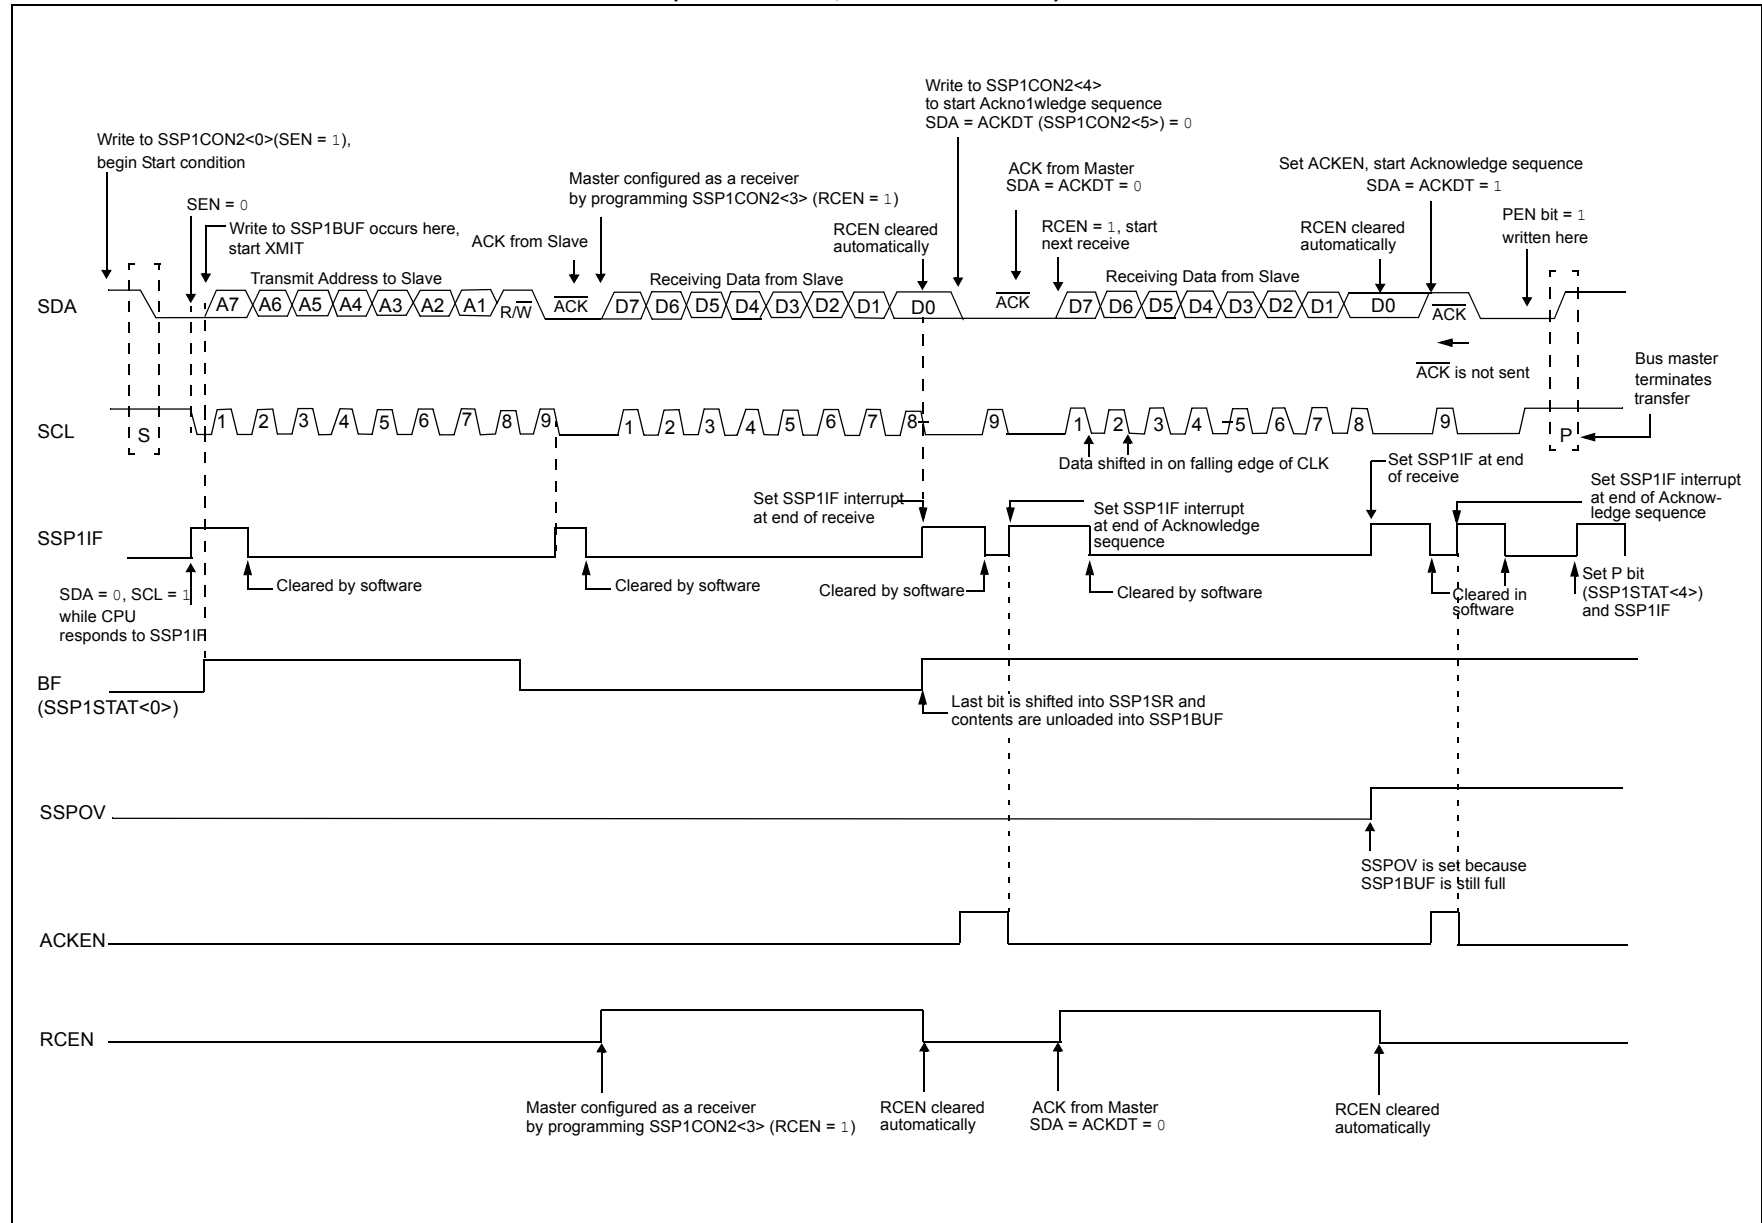 Write to SSP1CON2<4>
to start Ackno1wledge sequence
SDA = ACKDT (SSP1CON2<5>) = 0
Write to SSP1CON2<0>(SEN = 1),
begin Start condition
ACK from Master
SDA = ACKDT = 0
Set ACKEN, start Acknowledge sequence
SDA = ACKDT = 1
Master configured as a receiver
by programming SSP1CON2<3> (RCEN = 1)
SEN = 0
Write to SSP1BUF occurs here,
start XMIT
ACK from Slave
RCEN cleared
automatically
RCEN = 1, start
next receive
RCEN cleared
automatically
PEN bit = 1
written here
Transmit Address to Slave
Receiving Data from Slave
Receiving Data from Slave
SDA
A7 A6 A5 A4 A3 A2 A1 R/W ACK D7 D6 D5 D4 D3 D2 D1 D0 ACK D7 D6 D5 D4 D3 D2 D1 D0 ACK
ACK is not sent
Bus master
terminates
transfer
SCL
S 1 2 3 4 5 6 7 8 9 1 2 3 4 5 6 7 8 9 1 2 3 4 5 6 7 8 9 P
Data shifted in on falling edge of CLK
Set SSP1IF at end
of receive
Set SSP1IF interrupt
at end of receive
Set SSP1IF interrupt
at end of Acknowledge
sequence
Set SSP1IF interrupt
at end of Acknow-
ledge sequence
SSP1IF
SDA = 0, SCL = 1
while CPU
responds to SSP1IF
Cleared by software
Cleared by software
Cleared by software
Cleared by software
Cleared in
software
Set P bit
(SSP1STAT<4>)
and SSP1IF
BF
(SSP1STAT<0>)
Last bit is shifted into SSP1SR and
contents are unloaded into SSP1BUF
SSPOV
SSPOV is set because
SSP1BUF is still full
ACKEN
RCEN
Master configured as a receiver
by programming SSP1CON2<3> (RCEN = 1)
RCEN cleared
automatically
ACK from Master
SDA = ACKDT = 0
RCEN cleared
automatically